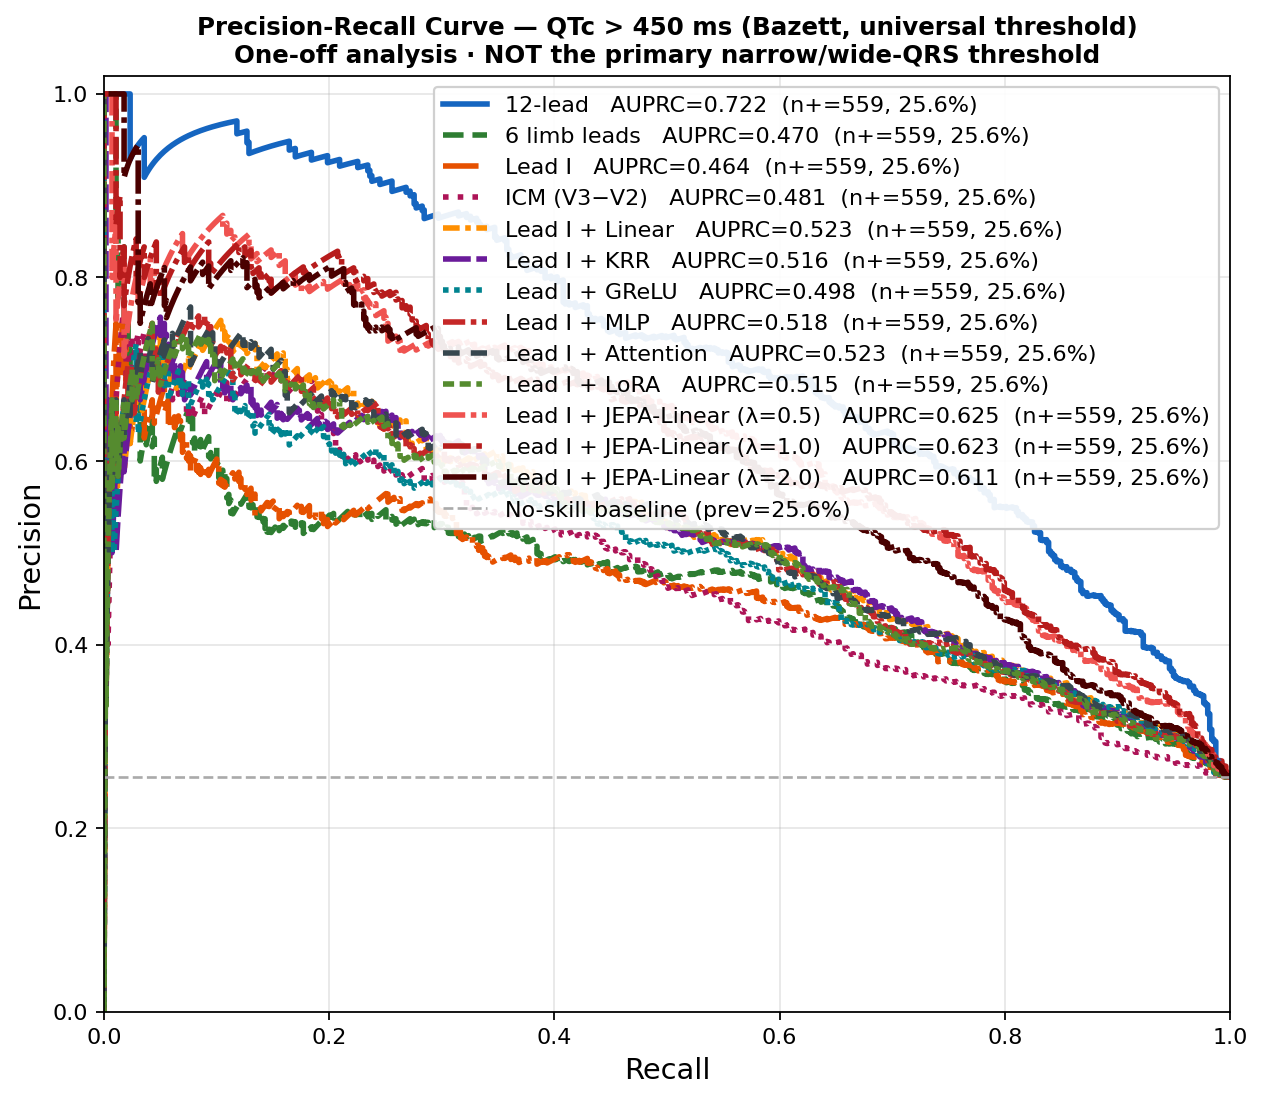 Precision-Recall Curve — QTc > 450 ms (Bazett, universal threshold)
One-off analysis · NOT the primary narrow/wide-QRS threshold
12-lead AUPRC=0.722 (n+=559, 25.6%)
6 limb leads AUPRC=0.470 (n+=559, 25.6%)
Lead I AUPRC=0.464 (n+=559, 25.6%)
ICM (V3−V2) AUPRC=0.481 (n+=559, 25.6%)
Lead I + Linear AUPRC=0.523 (n+=559, 25.6%)
Lead I + KRR AUPRC=0.516 (n+=559, 25.6%)
Lead I + GReLU AUPRC=0.498 (n+=559, 25.6%)
Lead I + MLP AUPRC=0.518 (n+=559, 25.6%)
Lead I + Attention AUPRC=0.523 (n+=559, 25.6%)
Lead I + LoRA AUPRC=0.515 (n+=559, 25.6%)
Lead I + JEPA-Linear (λ=0.5) AUPRC=0.625 (n+=559, 25.6%)
Lead I + JEPA-Linear (λ=1.0) AUPRC=0.623 (n+=559, 25.6%)
Lead I + JEPA-Linear (λ=2.0) AUPRC=0.611 (n+=559, 25.6%)
No-skill baseline (prev=25.6%)
Precision
1.0
0.8
0.6
0.4
0.2
0.0
0.0 0.2 0.4 0.6 0.8 1.0
Recall